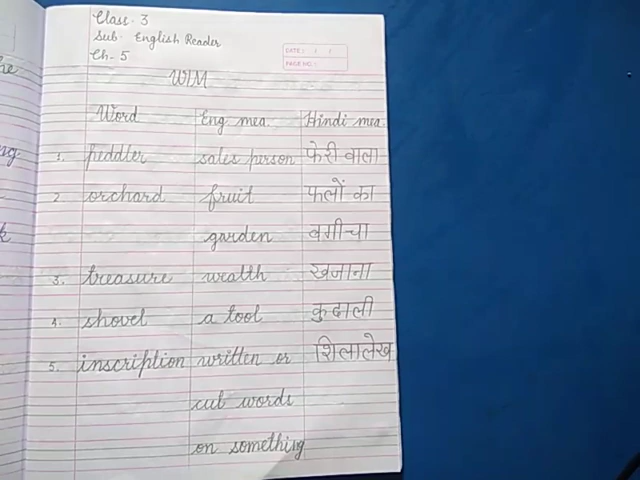 Class. 3
Sub- English Reader
Ch- 5
DATE: / /
PAGE NO.:
W/M
Word Eng mea. Hindi mea.
1. peddler sales person फेरी वाला
2. orchard fruit फलों का
garden बगीचा
3. treasure wealth खजाना
4. shovel a tool कुदाली
5. inscription written or शिलालेख
cut words
on something